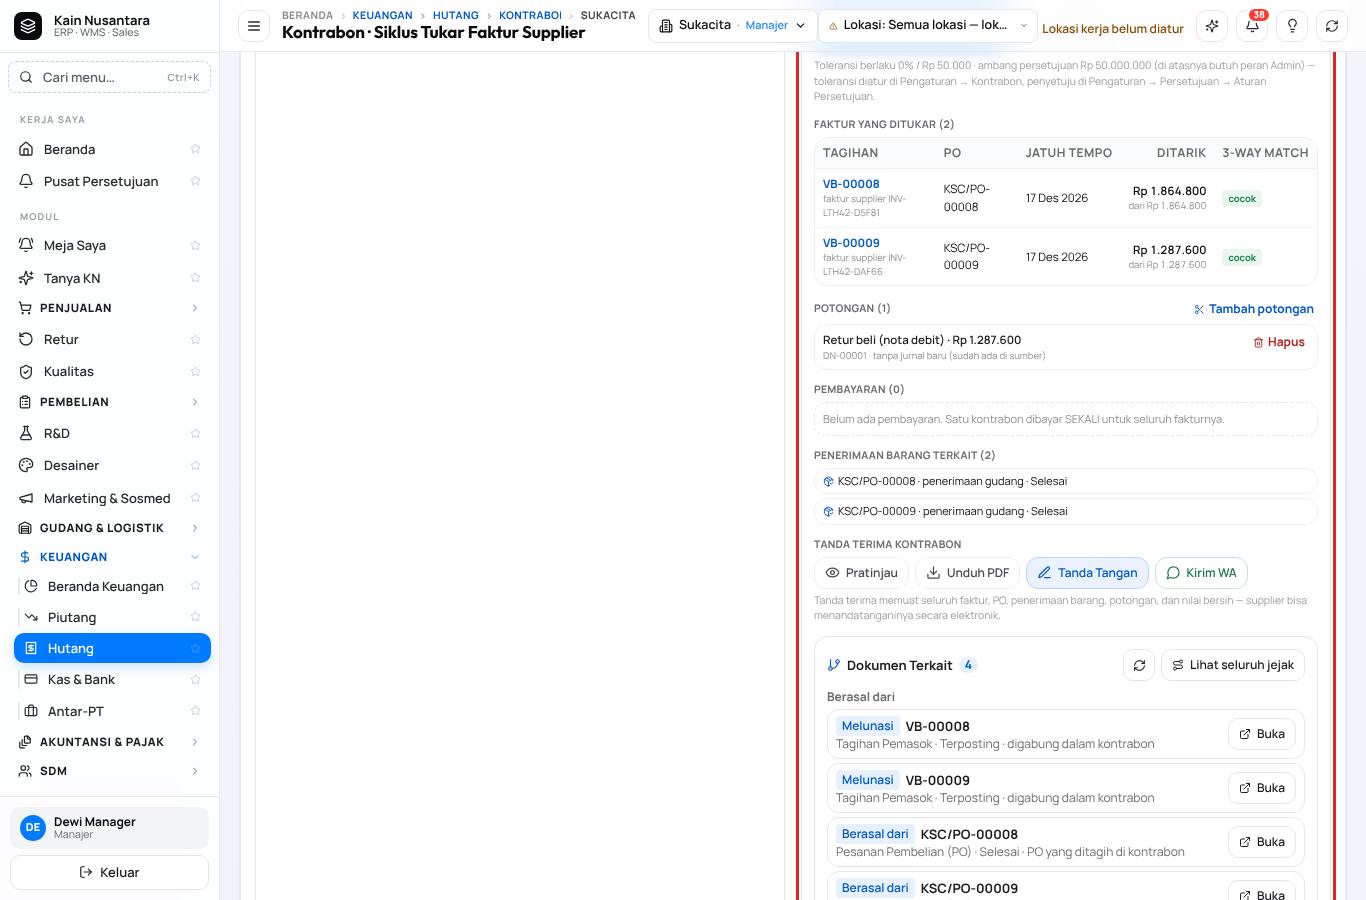 Kain Nusantara
ERP · WMS · Sales
Cari menu... Ctrl+K
KERJA SAYA
Beranda
Pusat Persetujuan
MODUL
Meja Saya
Tanya KN
PENJUALAN
Retur
Kualitas
PEMBELIAN
R&D
Desainer
Marketing & Sosmed
GUDANG & LOGISTIK
KEUANGAN
Beranda Keuangan
Piutang
Hutang
Kas & Bank
Antar-PT
AKUNTANSI & PAJAK
SDM
DE
Dewi Manager
Manajer
Keluar
BERANDA › KEUANGAN › HUTANG › KONTRABOI › SUKACITA
Kontrabon · Siklus Tukar Faktur Supplier
Sukacita · Manajer
Lokasi: Semua lokasi — lok...
Lokasi kerja belum diatur
38
Toleransi berlaku 0% / Rp 50.000 · ambang persetujuan Rp 50.000.000 (di atasnya butuh peran Admin) —
toleransi diatur di Pengaturan → Kontrabon, penyetuju di Pengaturan → Persetujuan → Aturan
Persetujuan.
FAKTUR YANG DITUKAR (2)
TAGIHAN PO JATUH TEMPO DITARIK 3-WAY MATCH
VB-00008
faktur supplier INV-
LTH42-D5F81
KSC/PO-
00008
17 Des 2026
Rp 1.864.800
dari Rp 1.864.800
cocok
VB-00009
faktur supplier INV-
LTH42-DAF66
KSC/PO-
00009
17 Des 2026
Rp 1.287.600
dari Rp 1.287.600
cocok
POTONGAN (1)
Tambah potongan
Retur beli (nota debit) · Rp 1.287.600
DN-00001 · tanpa jurnal baru (sudah ada di sumber)
Hapus
PEMBAYARAN (0)
Belum ada pembayaran. Satu kontrabon dibayar SEKALI untuk seluruh fakturnya.
PENERIMAAN BARANG TERKAIT (2)
KSC/PO-00008 · penerimaan gudang · Selesai
KSC/PO-00009 · penerimaan gudang · Selesai
TANDA TERIMA KONTRABON
Pratinjau
Unduh PDF
Tanda Tangan
Kirim WA
Tanda terima memuat seluruh faktur, PO, penerimaan barang, potongan, dan nilai bersih — supplier bisa
menandatanganinya secara elektronik.
Dokumen Terkait 4
Lihat seluruh jejak
Berasal dari
Melunasi VB-00008
Tagihan Pemasok · Terposting · digabung dalam kontrabon
Buka
Melunasi VB-00009
Tagihan Pemasok · Terposting · digabung dalam kontrabon
Buka
Berasal dari KSC/PO-00008
Pesanan Pembelian (PO) · Selesai · PO yang ditagih di kontrabon
Buka
Berasal dari KSC/PO-00009
Buka